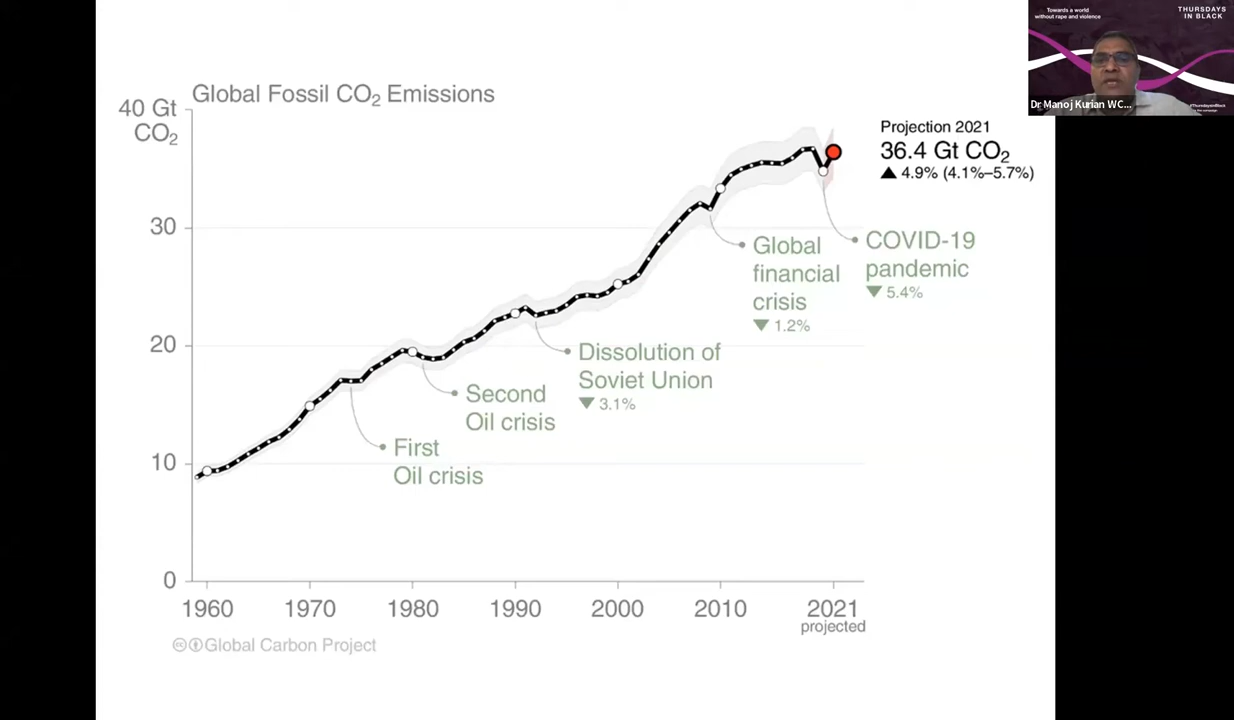 Towards a world
without rape and violence
THURSDAYS
IN BLACK
Dr Manoj Kurian WC...
#ThursdaysinBlack
Global Fossil CO₂ Emissions
40 Gt
CO₂
30
20
10
0
Projection 2021
36.4 Gt CO₂
▲ 4.9% (4.1%–5.7%)
COVID-19
pandemic
▼ 5.4%
Global
financial
crisis
▼ 1.2%
Dissolution of
Soviet Union
▼ 3.1%
Second
Oil crisis
First
Oil crisis
1960
1970
1980
1990
2000
2010
2021
projected
Global Carbon Project